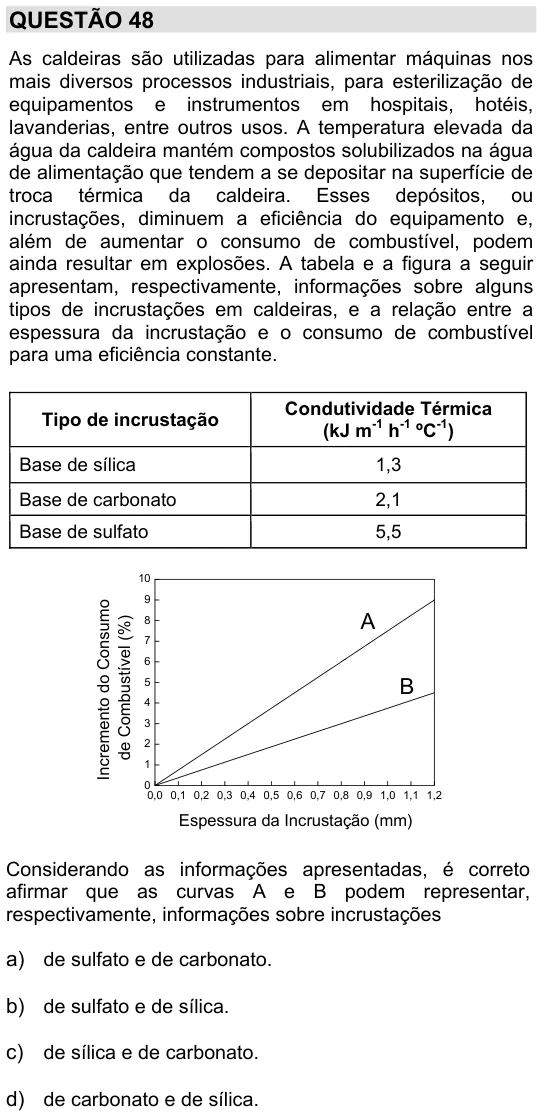 QUESTÃO 48
As caldeiras são utilizadas para alimentar máquinas nos
mais diversos processos industriais, para esterilização de
equipamentos e instrumentos em hospitais, hotéis,
lavanderias, entre outros usos. A temperatura elevada da
água da caldeira mantém compostos solubilizados na água
de alimentação que tendem a se depositar na superfície de
troca térmica da caldeira. Esses depósitos, ou
incrustações, diminuem a eficiência do equipamento e,
além de aumentar o consumo de combustível, podem
ainda resultar em explosões. A tabela e a figura a seguir
apresentam, respectivamente, informações sobre alguns
tipos de incrustações em caldeiras, e a relação entre a
espessura da incrustação e o consumo de combustível
para uma eficiência constante.
Tipo de incrustação
Condutividade Térmica
(kJ m⁻¹ h⁻¹ ºC⁻¹)
Base de sílica 1,3
Base de carbonato 2,1
Base de sulfato 5,5
Incremento do Consumo
de Combustível (%)
10
9
8
7
6
5
4
3
2
1
0
A
B
0,0 0,1 0,2 0,3 0,4 0,5 0,6 0,7 0,8 0,9 1,0 1,1 1,2
Espessura da Incrustação (mm)
Considerando as informações apresentadas, é correto
afirmar que as curvas A e B podem representar,
respectivamente, informações sobre incrustações
a) de sulfato e de carbonato.
b) de sulfato e de sílica.
c) de sílica e de carbonato.
d) de carbonato e de sílica.